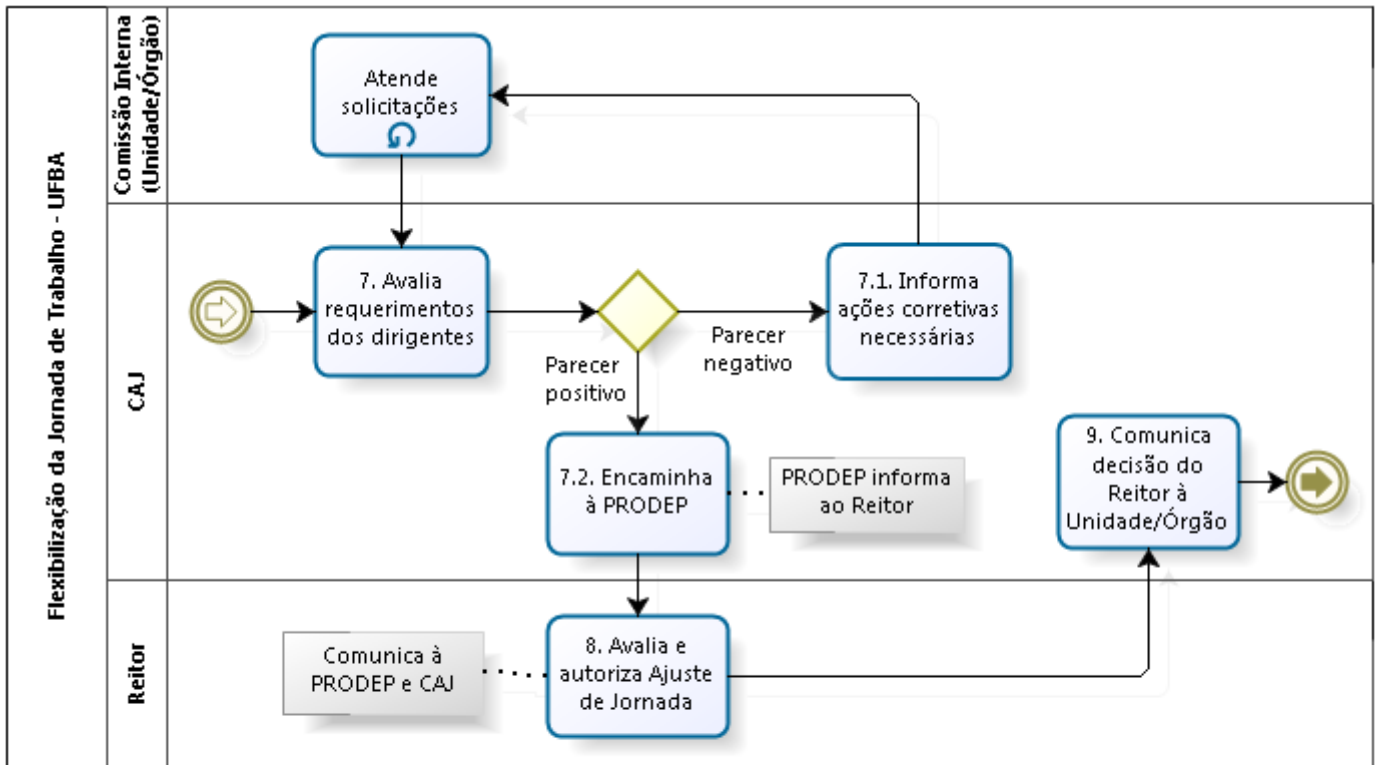 Flexibilização da Jornada de Trabalho - UFBA
Comissão Interna
(Unidade/Órgão)
Atende
solicitações
CAJ
7. Avalia
requerimentos
dos dirigentes
Parecer
negativo
7.1. Informa
ações corretivas
necessárias
Parecer
positivo
7.2. Encaminha
à PRODEP
PRODEP informa
ao Reitor
9. Comunica
decisão do
Reitor à
Unidade/Órgão
Reitor
Comunica à
PRODEP e CAJ
8. Avalia e
autoriza Ajuste
de Jornada